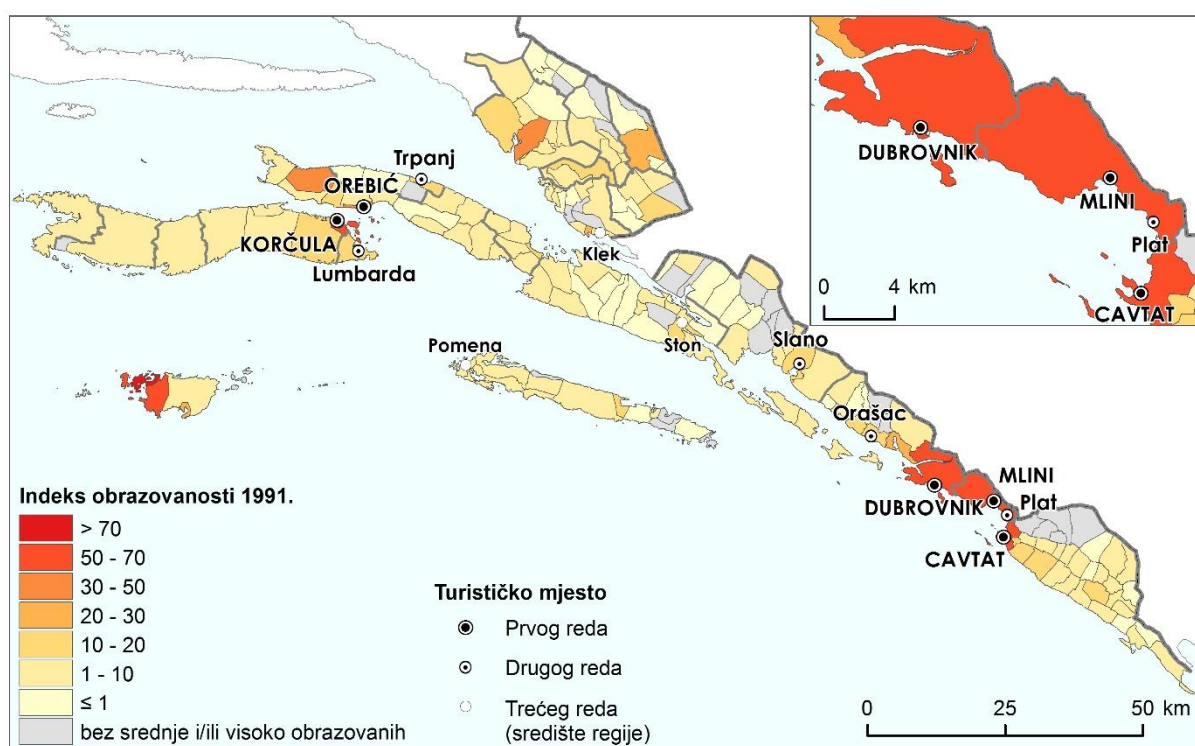 DUBROVNIK
MLINI
Plat
CAVTAT
0 4 km
Trpanj
OREBIĆ
KORČULA
Lumbarda
Klek
Pomena
Ston
Slano
Orašac
DUBROVNIK
MLINI
Plat
CAVTAT
Indeks obrazovanosti 1991.
> 70
50 - 70
30 - 50
20 - 30
10 - 20
1 - 10
≤ 1
bez srednje i/ili visoko obrazovanih
Turističko mjesto
Prvog reda
Drugog reda
Trećeg reda
(središte regije)
0 25 50 km